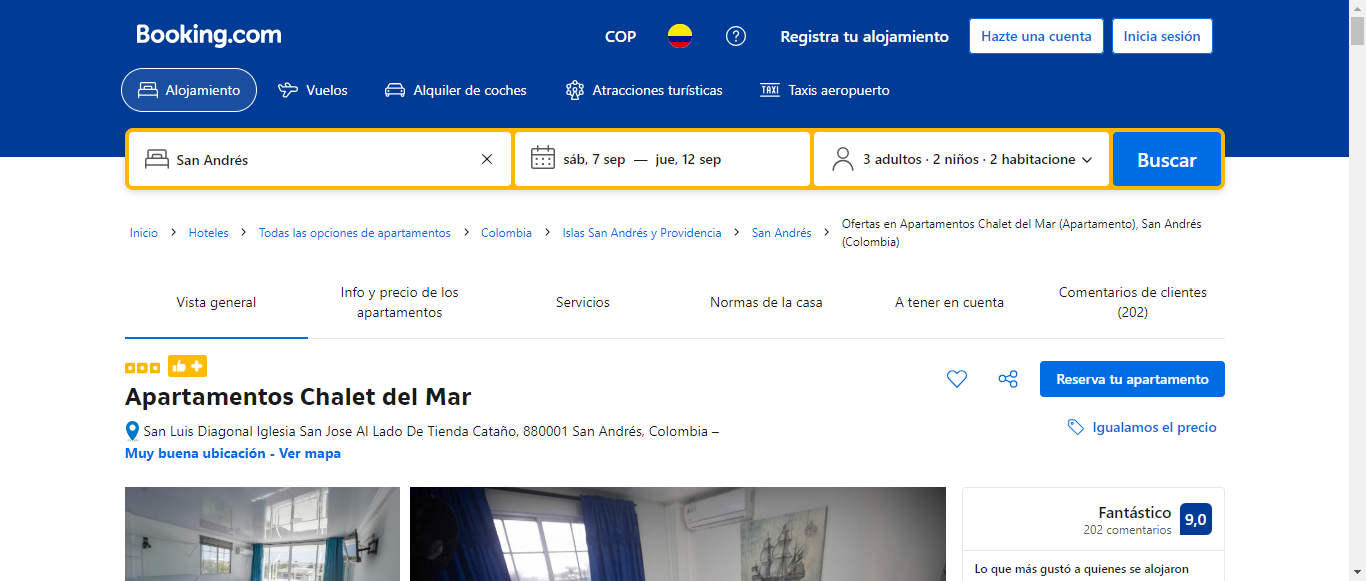 Booking.com
COP
Registra tu alojamiento
Hazte una cuenta
Inicia sesión
Alojamiento
Vuelos
Alquiler de coches
Atracciones turísticas
TAXI
Taxis aeropuerto
San Andrés
sáb, 7 sep — jue, 12 sep
3 adultos · 2 niños · 2 habitacione
Buscar
Inicio
Hoteles
Todas las opciones de apartamentos
Colombia
Islas San Andrés y Providencia
San Andrés
Ofertas en Apartamentos Chalet del Mar (Apartamento), San Andrés
(Colombia)
Vista general
Info y precio de los
apartamentos
Servicios
Normas de la casa
A tener en cuenta
Comentarios de clientes
(202)
Apartamentos Chalet del Mar
Reserva tu apartamento
San Luis Diagonal Iglesia San Jose Al Lado De Tienda Cataño, 880001 San Andrés, Colombia –
Muy buena ubicación - Ver mapa
Igualamos el precio
Fantástico
202 comentarios
9,0
Lo que más gustó a quienes se alojaron